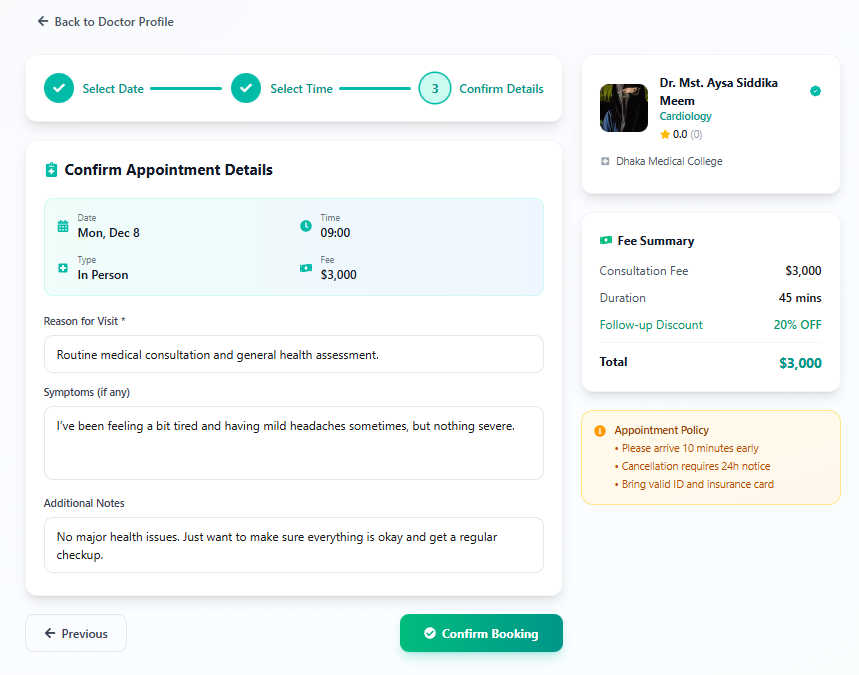 Back to Doctor Profile
Select Date
Select Time
3
Confirm Details
Confirm Appointment Details
Date
Mon, Dec 8
Time
09:00
Type
In Person
Fee
$3,000
Reason for Visit *
Routine medical consultation and general health assessment.
Symptoms (if any)
I've been feeling a bit tired and having mild headaches sometimes, but nothing severe.
Additional Notes
No major health issues. Just want to make sure everything is okay and get a regular
checkup.
Previous
Confirm Booking
Dr. Mst. Aysa Siddika
Meem
Cardiology
0.0 (0)
Dhaka Medical College
Fee Summary
Consultation Fee $3,000
Duration 45 mins
Follow-up Discount 20% OFF
Total $3,000
Appointment Policy
• Please arrive 10 minutes early
• Cancellation requires 24h notice
• Bring valid ID and insurance card